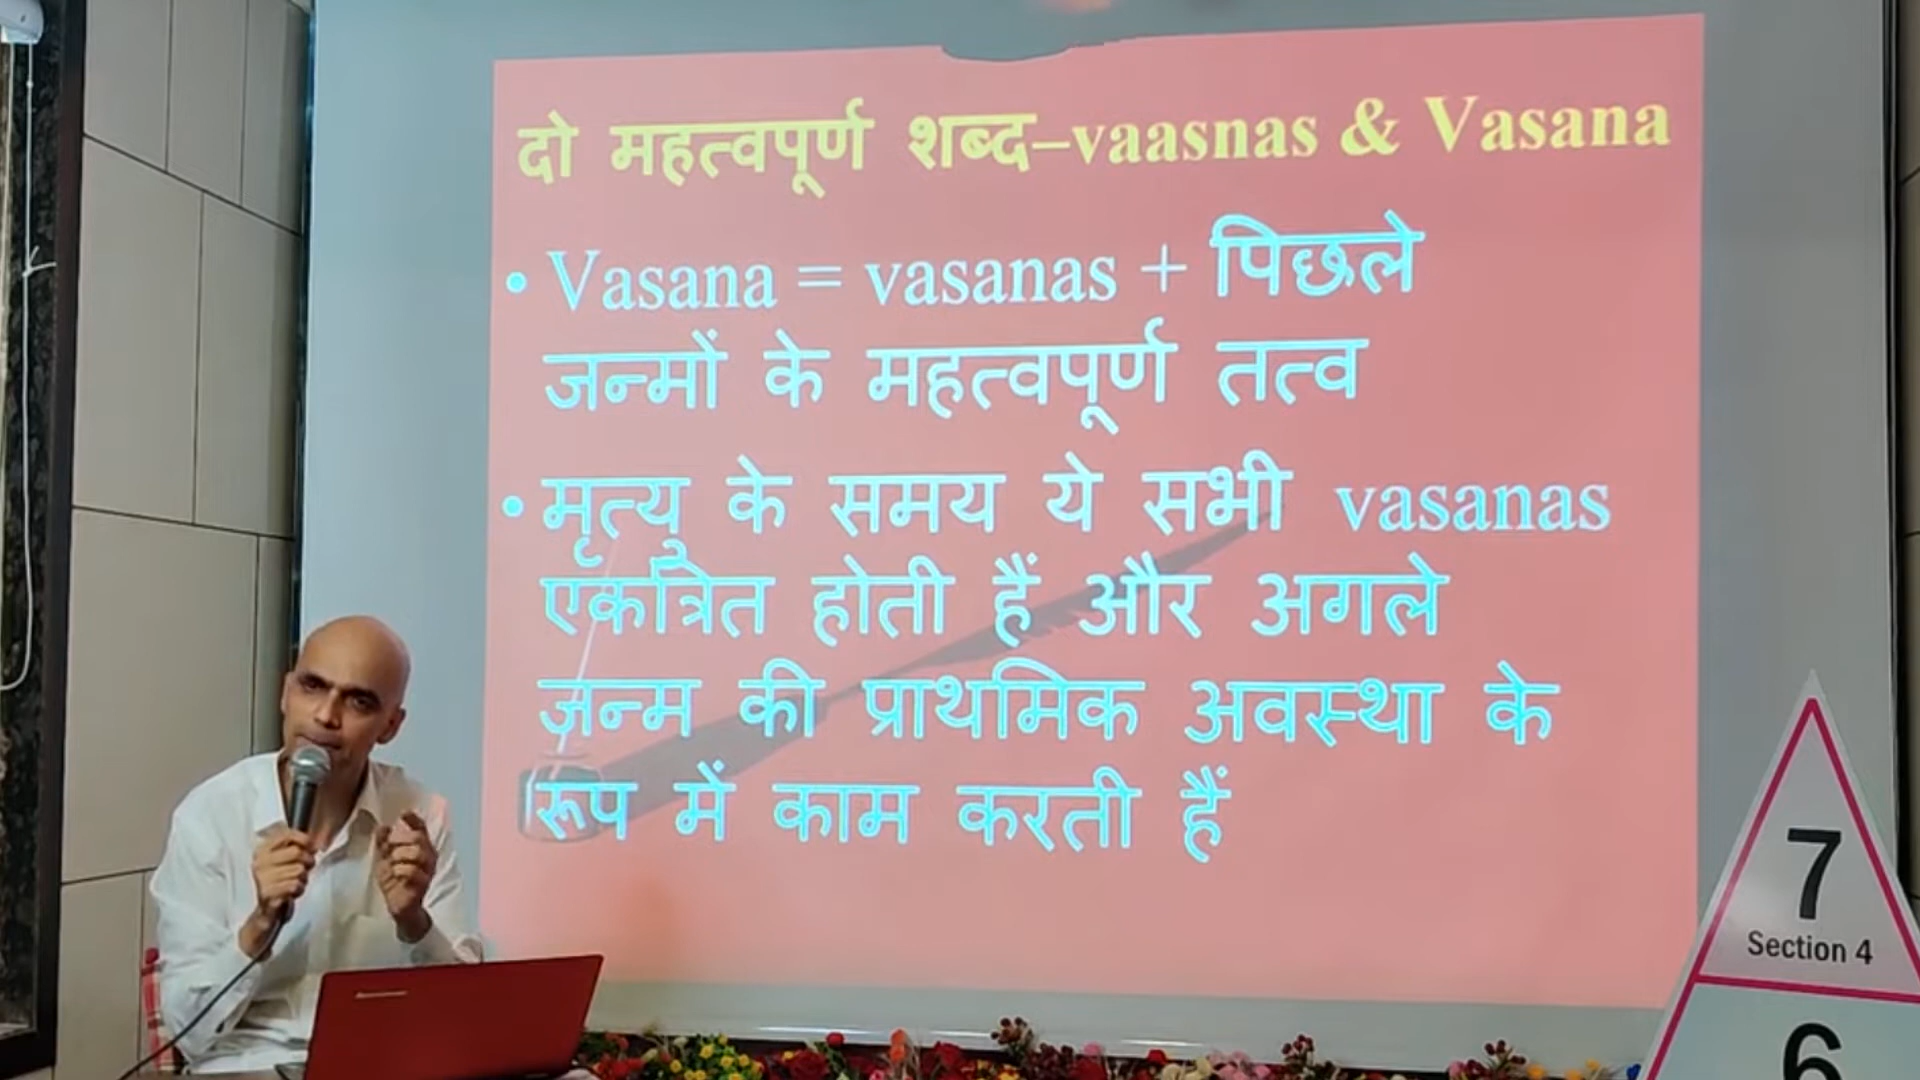 दो महत्वपूर्ण शब्द–vaasnas & Vasana
• Vasana = vasanas + पिछले
जन्मों के महत्वपूर्ण तत्व
• मृत्यु के समय ये सभी vasanas
एकत्रित होती हैं और अगले
जन्म की प्राथमिक अवस्था के
रूप में काम करती हैं
7
Section 4
6